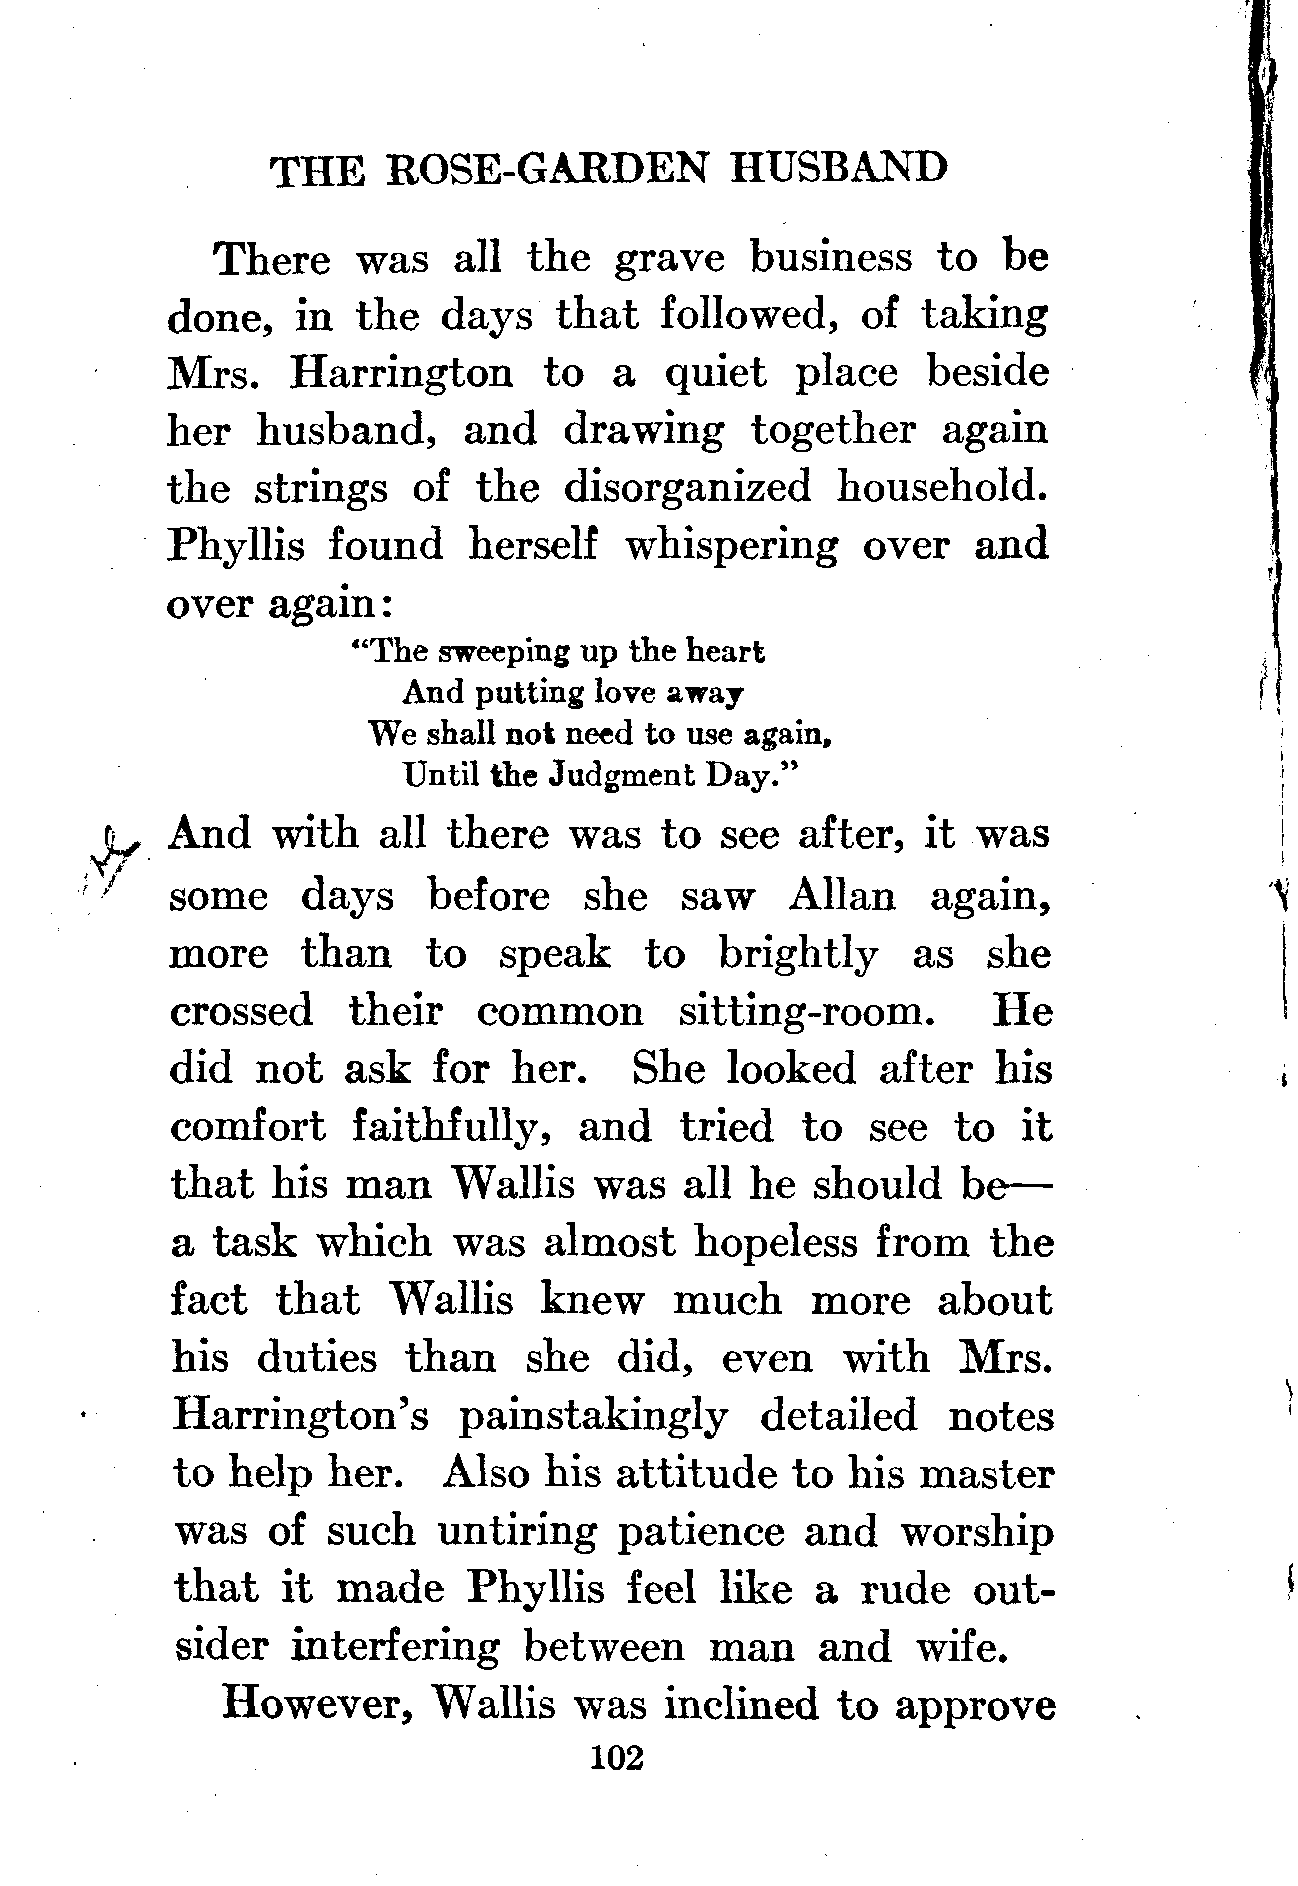 THE ROSE-GARDEN HUSBAND
There was all the grave business to be
done, in the days that followed, of taking
Mrs. Harrington to a quiet place beside
her husband, and drawing together again
the strings of the disorganized household.
Phyllis found herself whispering over and
over again:
“The sweeping up the heart
And putting love away
We shall not need to use again,
Until the Judgment Day.”
And with all there was to see after, it was
some days before she saw Allan again,
more than to speak to brightly as she
crossed their common sitting-room. He
did not ask for her. She looked after his
comfort faithfully, and tried to see to it
that his man Wallis was all he should be—
a task which was almost hopeless from the
fact that Wallis knew much more about
his duties than she did, even with Mrs.
Harrington’s painstakingly detailed notes
to help her. Also his attitude to his master
was of such untiring patience and worship
that it made Phyllis feel like a rude out-
sider interfering between man and wife.
However, Wallis was inclined to approve
102